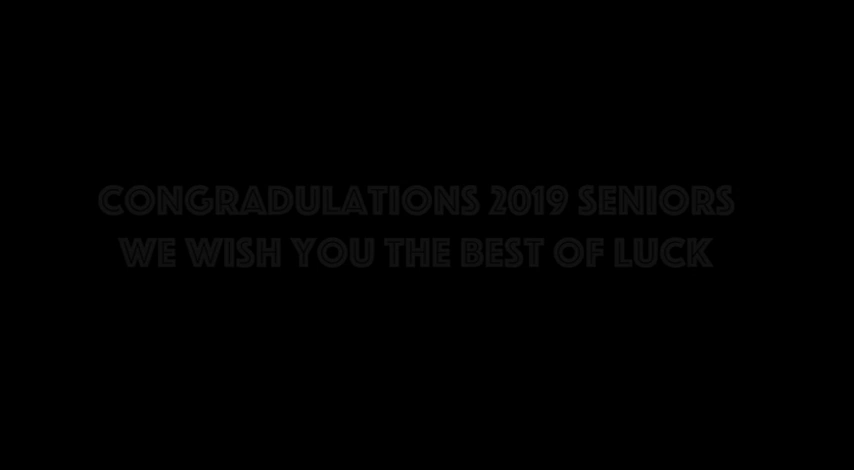 CONGRADULATIONS 2019 SENIORS
WE WISH YOU THE BEST OF LUCK